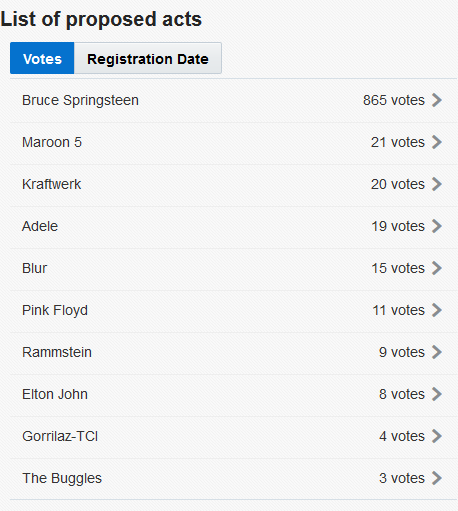 List of proposed acts
Votes Registration Date
Bruce Springsteen 865 votes
Maroon 5 21 votes
Kraftwerk 20 votes
Adele 19 votes
Blur 15 votes
Pink Floyd 11 votes
Rammstein 9 votes
Elton John 8 votes
Gorrilaz-TCI 4 votes
The Buggles 3 votes